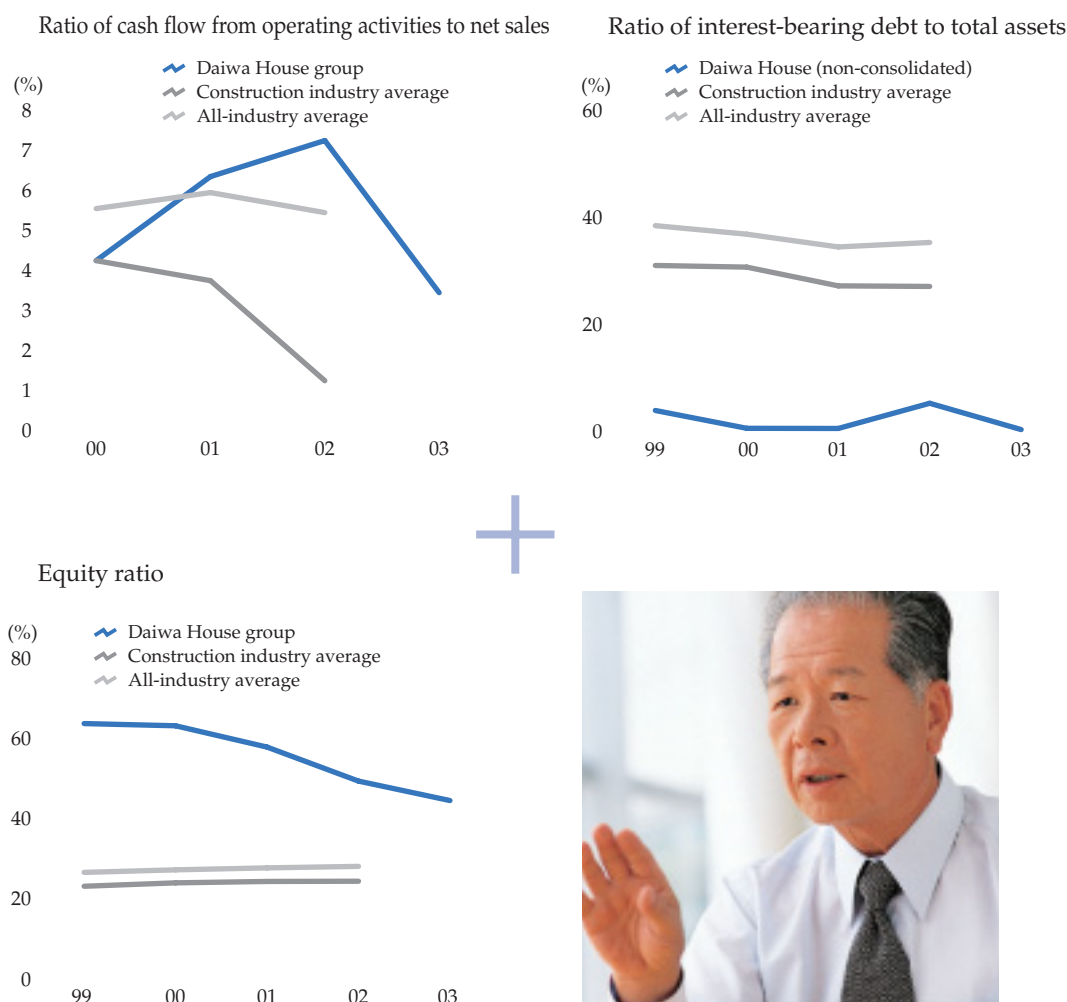 Ratio of cash flow from operating activities to net sales
Daiwa House group
Construction industry average
All-industry average
(%)
8
7
6
5
4
3
2
1
0
00 01 02 03
Ratio of interest-bearing debt to total assets
Daiwa House (non-consolidated)
Construction industry average
All-industry average
(%)
60
40
20
0
99 00 01 02 03
Equity ratio
Daiwa House group
Construction industry average
All-industry average
(%)
80
60
40
20
0
99 00 01 02 03